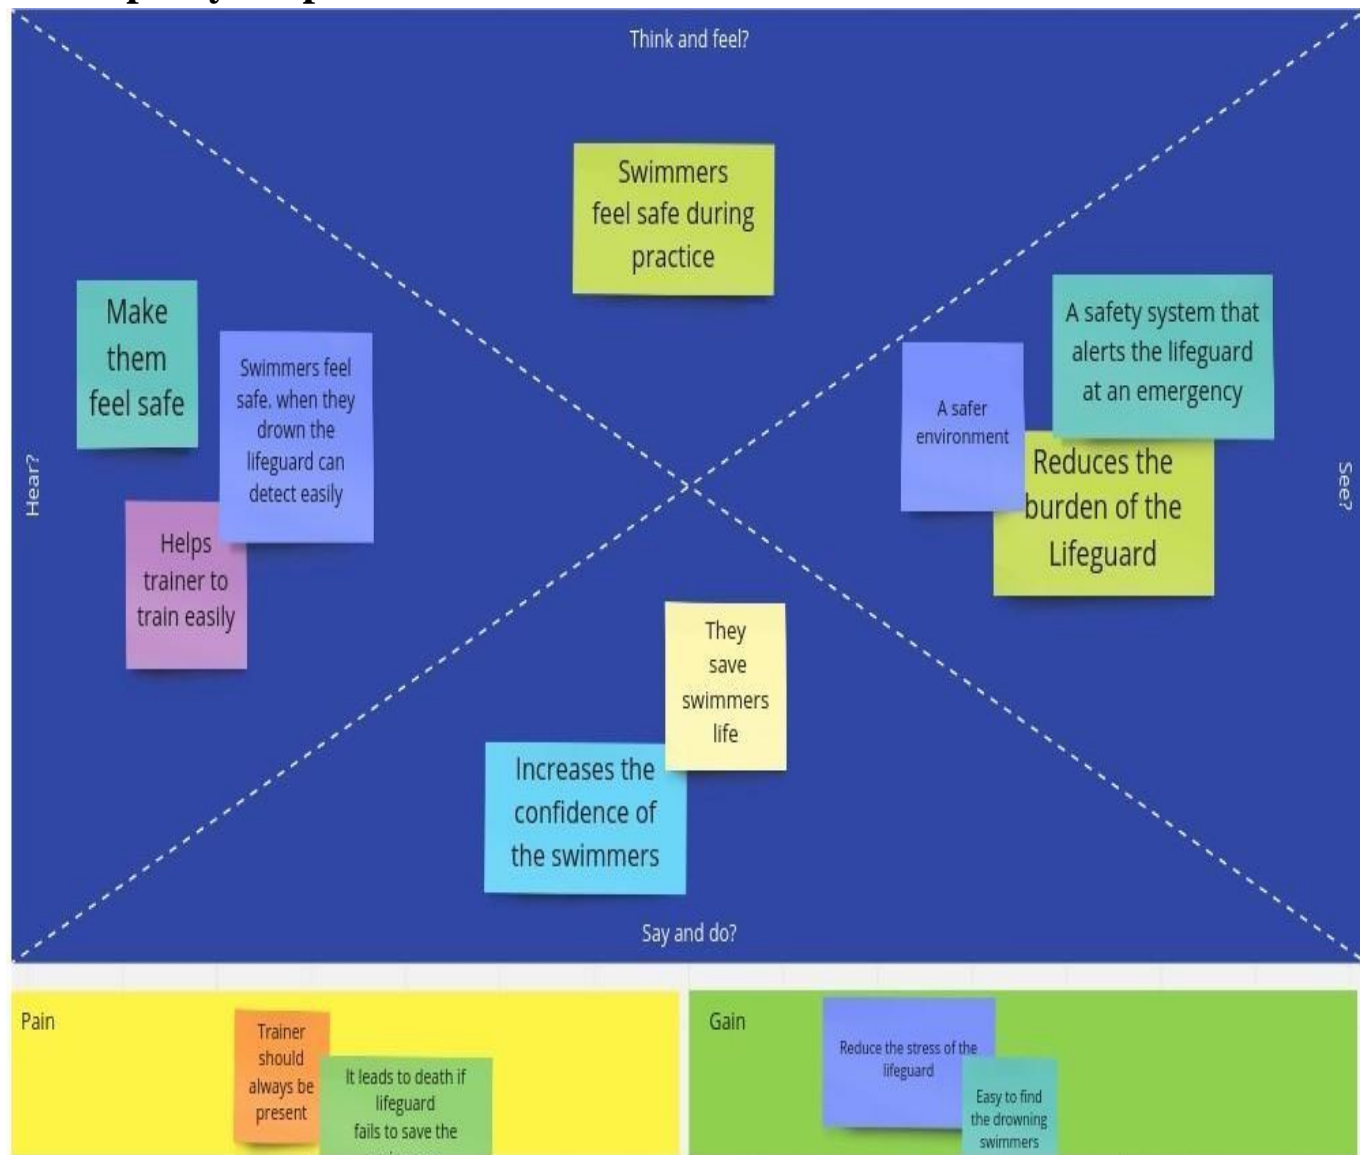 Think and feel?
Swimmers
feel safe during
practice
Hear?
Make
them
feel safe
Swimmers feel
safe, when they
drown the
lifeguard can
detect easily
Helps
trainer to
train easily
See?
A safety system that
alerts the lifeguard
at an emergency
A safer
environment
Reduces the
burden of the
Lifeguard
They
save
swimmers
life
Increases the
confidence of
the swimmers
Say and do?
Pain
Trainer
should
always be
present
It leads to death if
lifeguard
fails to save the
Gain
Reduce the stress of the
lifeguard
Easy to find
the drowning
swimmers